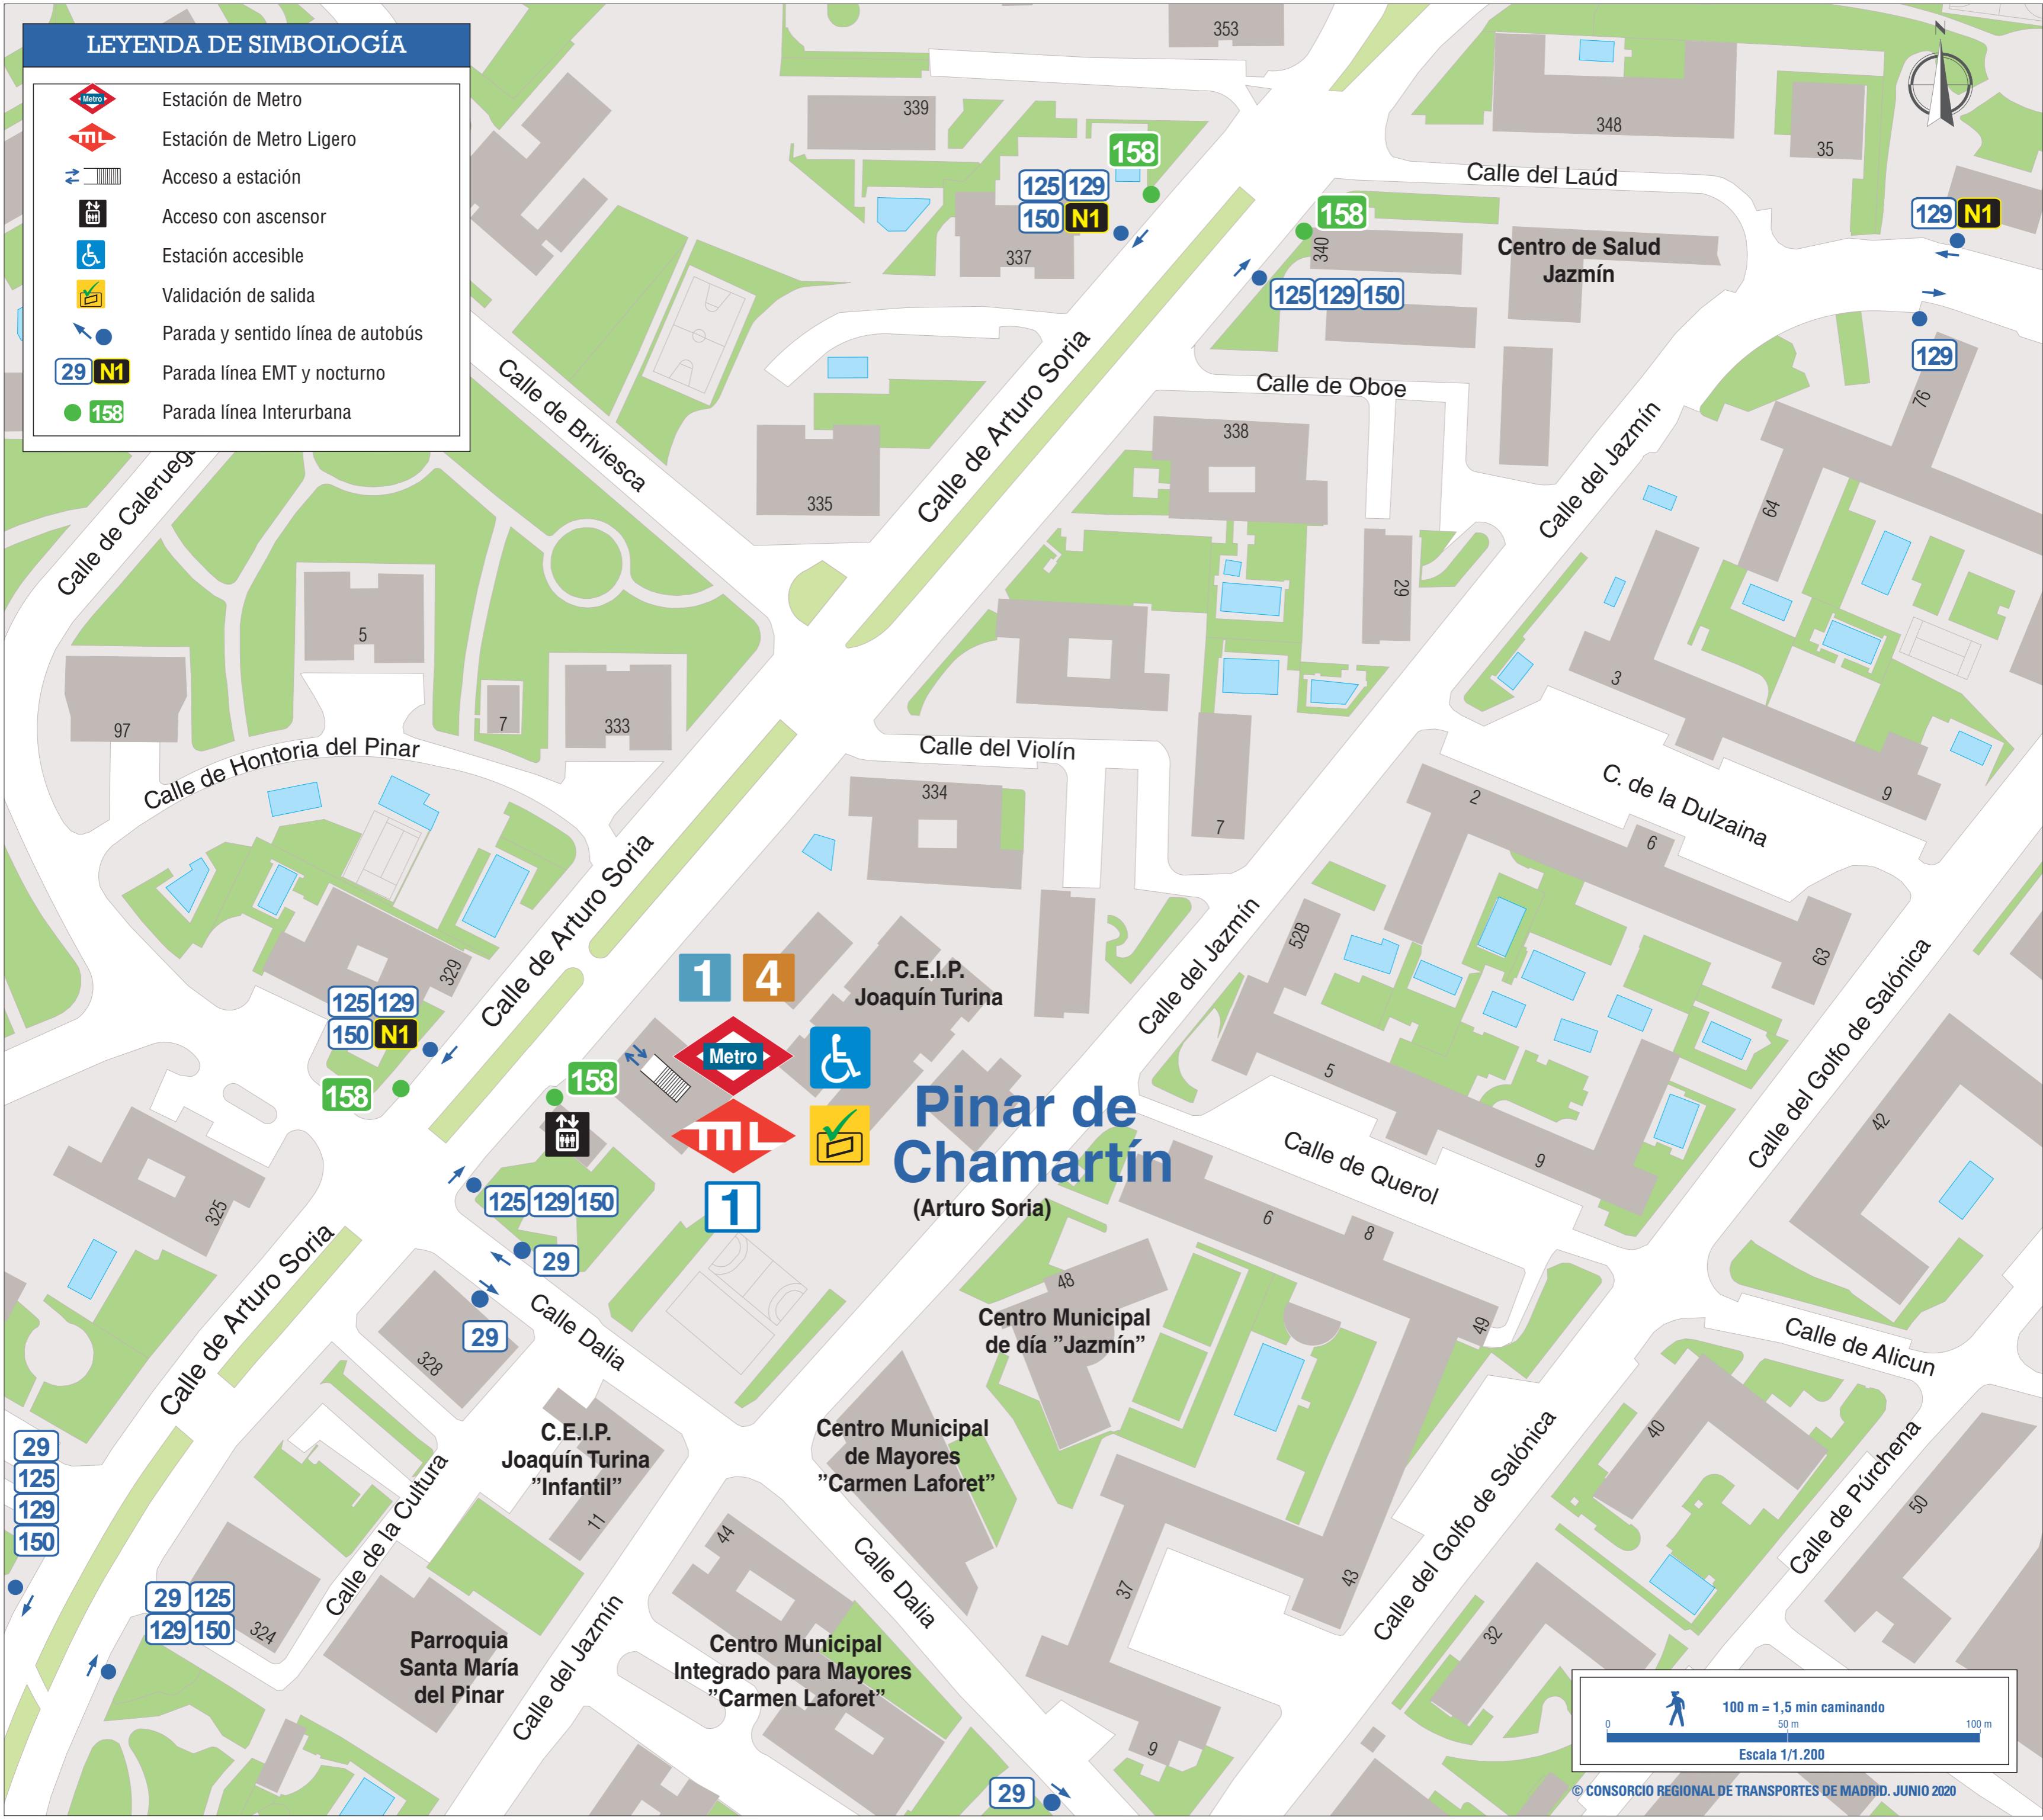 LEYENDA DE SIMBOLOGÍA
Metro
Estación de Metro
ML
Estación de Metro Ligero
Acceso a estación
Acceso con ascensor
Estación accesible
Validación de salida
Parada y sentido línea de autobús
29 N1
Parada línea EMT y nocturno
158
Parada línea Interurbana
353
339
348
35
N
158
125 129
150 N1
337
Calle del Laúd
158
340
125 129 150
Centro de Salud
Jazmín
129 N1
129
76
Calle de Briviesca
335
Calle de Arturo Soria
Calle de Oboe
338
Calle del Jazmín
64
29
3
9
5
7
333
97
Calle de Hontoria del Pinar
Calle del Violín
334
7
C. de la Dulzaina
2
6
63
52B
Calle de Arturo Soria
329
125 129
150 N1
158
158
1 4
Metro
ML
1
C.E.I.P.
Joaquín Turina
Pinar de
Chamartín
(Arturo Soria)
Calle del Jazmín
5
9
Calle de Querol
6
8
49
Calle del Golfo de Salónica
42
325
125 129 150
29
29
Calle Dalia
328
Calle de Arturo Soria
48
Centro Municipal
de día "Jazmín"
Calle de Alicun
C.E.I.P.
Joaquín Turina
"Infantil"
11
Centro Municipal
de Mayores
"Carmen Laforet"
40
Calle de Púrchena
50
29
125
129
150
29 125
129 150
324
Calle de la Cultura
Parroquia
Santa María
del Pinar
Calle del Jazmín
44
Calle Dalia
Centro Municipal
Integrado para Mayores
"Carmen Laforet"
37
43
Calle del Golfo de Salónica
32
9
29
100 m = 1,5 min caminando
0 50 m 100 m
Escala 1/1.200
© CONSORCIO REGIONAL DE TRANSPORTES DE MADRID. JUNIO 2020